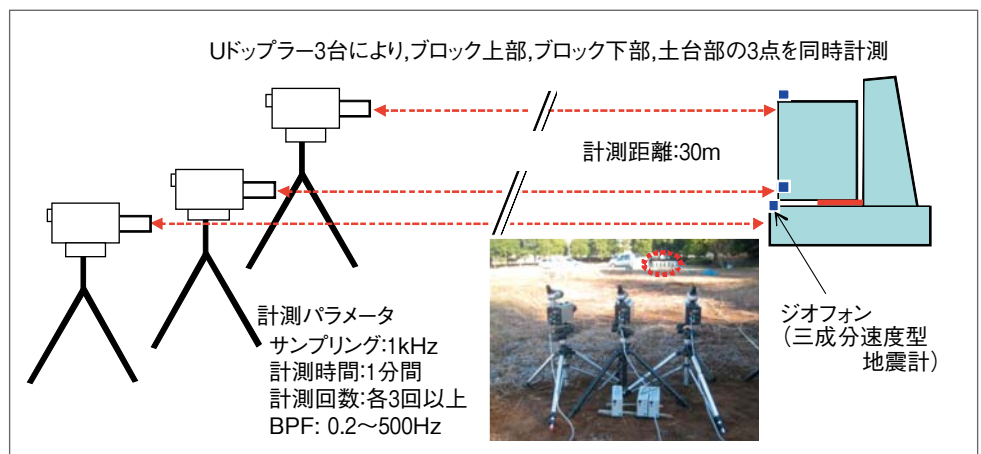 Uドップラー3台により,ブロック上部,ブロック下部,土台部の3点を同時計測
計測距離:30m
計測パラメータ
サンプリング:1kHz
計測時間:1分間
計測回数:各3回以上
BPF: 0.2〜500Hz
ジオフォン
(三成分速度型
地震計)